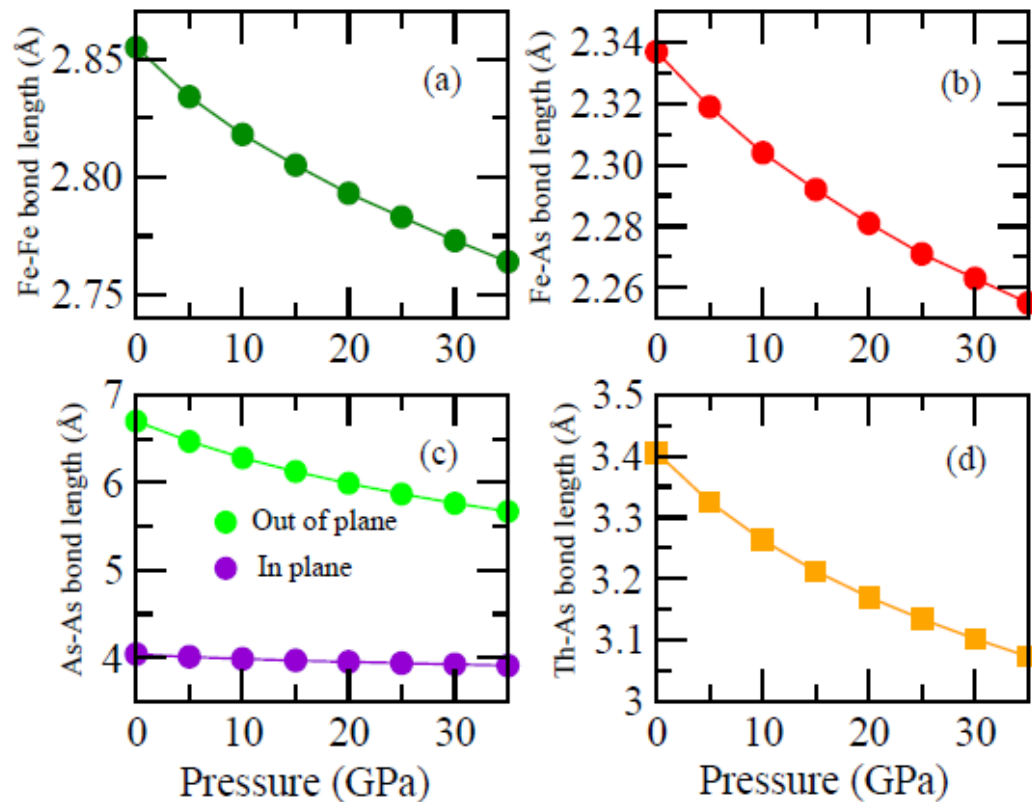 Fe-Fe bond length (Å)
2.85
2.80
2.75
(a)
0 10 20 30
Fe-As bond length (Å)
2.34
2.32
2.30
2.28
2.26
(b)
0 10 20 30
As-As bond length (Å)
7
6
5
4
(c)
Out of plane
In plane
0 10 20 30
Pressure (GPa)
Th-As bond length (Å)
3.5
3.4
3.3
3.2
3.1
3
(d)
0 10 20 30
Pressure (GPa)